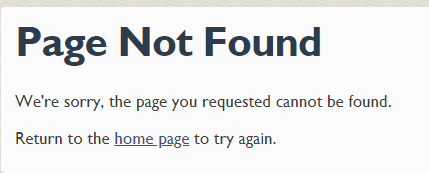 Page Not Found
We're sorry, the page you requested cannot be found.
Return to the home page to try again.